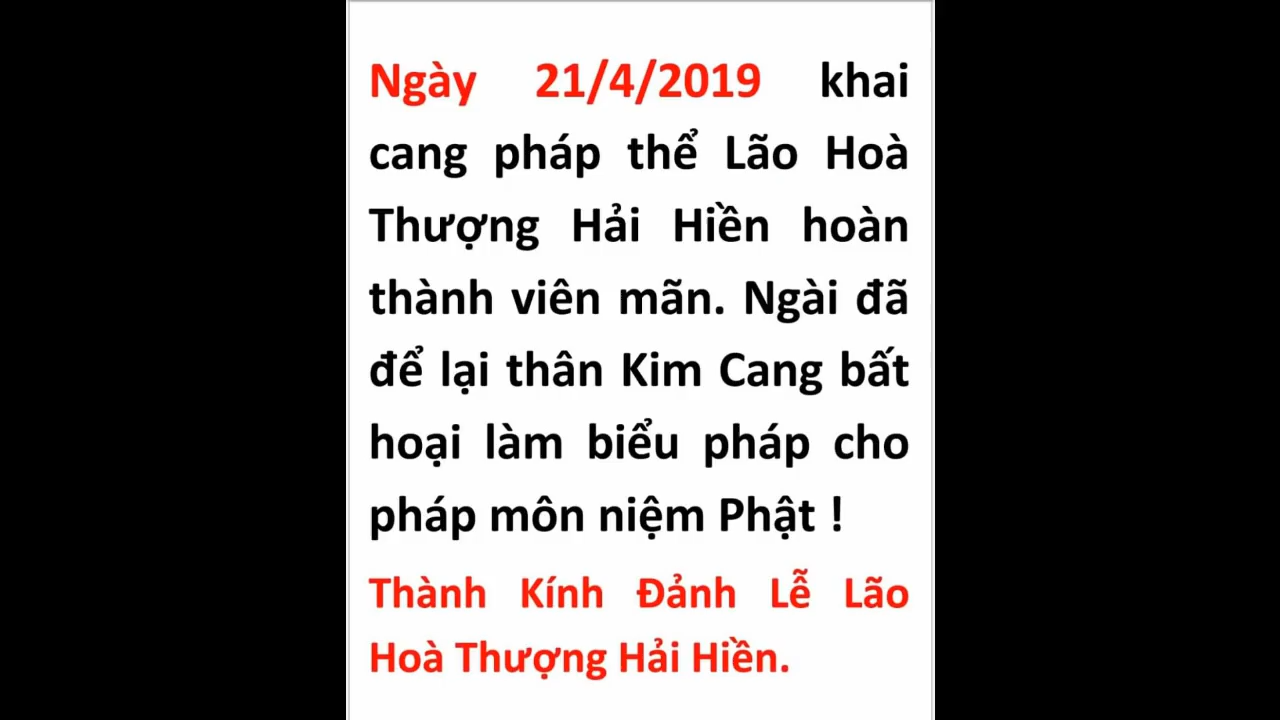 Ngày 21/4/2019 khai
cang pháp thể Lão Hoà
Thượng Hải Hiền hoàn
thành viên mãn. Ngài đã
để lại thân Kim Cang bất
hoại làm biểu pháp cho
pháp môn niệm Phật !
Thành Kính Đảnh Lễ Lão
Hoà Thượng Hải Hiền.